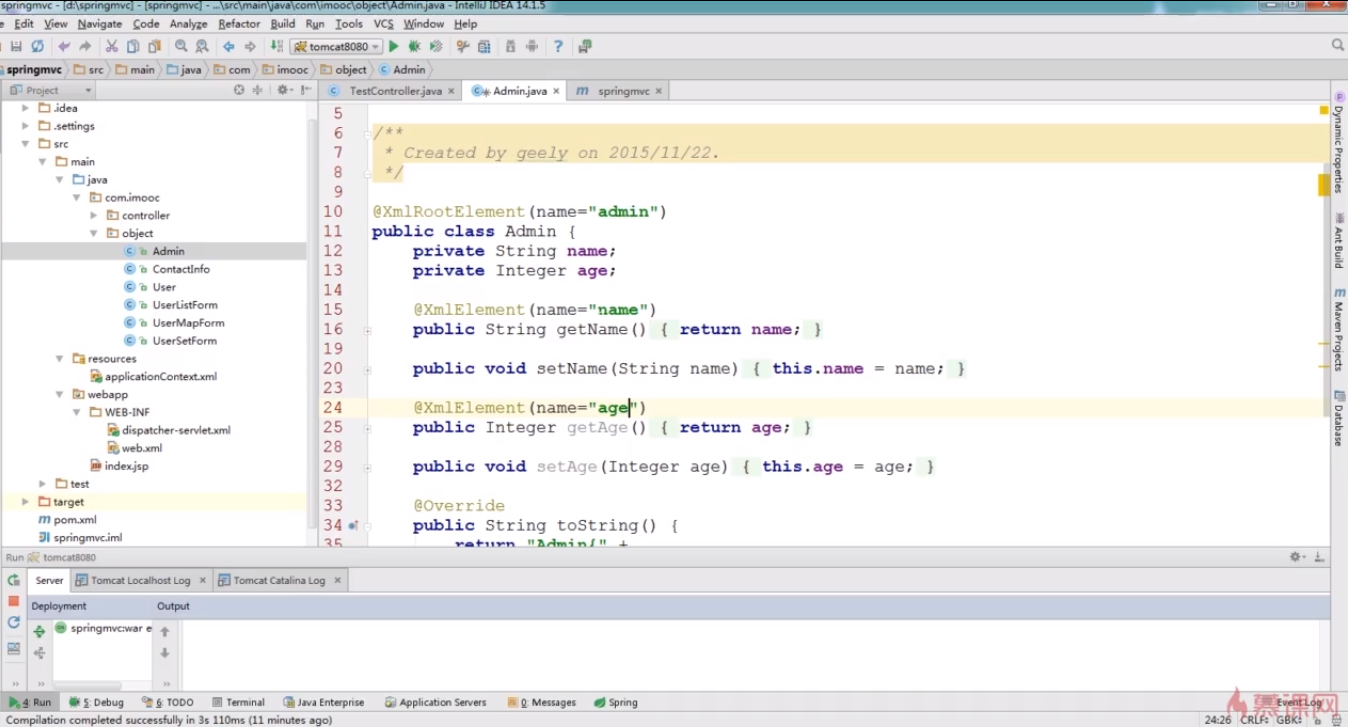 springmvc - [d:\springmvc] - [springmvc] - ...\src\main\java\com\imooc\object\Admin.java - IntelliJ IDEA 14.1.5
Edit View Navigate Code Analyze Refactor Build Run Tools VCS Window Help
tomcat8080
springmvc src main java com imooc object Admin
Project
TestController.java Admin.java springmvc
.idea
.settings
src
main
java
com.imooc
controller
object
Admin
ContactInfo
User
UserListForm
UserMapForm
UserSetForm
resources
applicationContext.xml
webapp
WEB-INF
dispatcher-servlet.xml
web.xml
index.jsp
test
target
pom.xml
springmvc.iml
5
6 /**
7 * Created by geely on 2015/11/22.
8 */
9
10 @XmlRootElement(name="admin")
11 public class Admin {
12 private String name;
13 private Integer age;
14
15 @XmlElement(name="name")
16 public String getName() { return name; }
19
20 public void setName(String name) { this.name = name; }
23
24 @XmlElement(name="age")
25 public Integer getAge() { return age; }
28
29 public void setAge(Integer age) { this.age = age; }
32
33 @Override
34 public String toString() {
35 return "Admin{" +
Dynamic Properties
Ant Build
Maven Projects
Database
Run tomcat8080
Server Tomcat Localhost Log Tomcat Catalina Log
Deployment Output
springmvc:war e
4: Run 5: Debug 6: TODO Terminal Java Enterprise Application Servers 0: Messages Spring Event Log
慕课网
Compilation completed successfully in 3s 110ms (11 minutes ago) 24:26 CRLF: GBK: